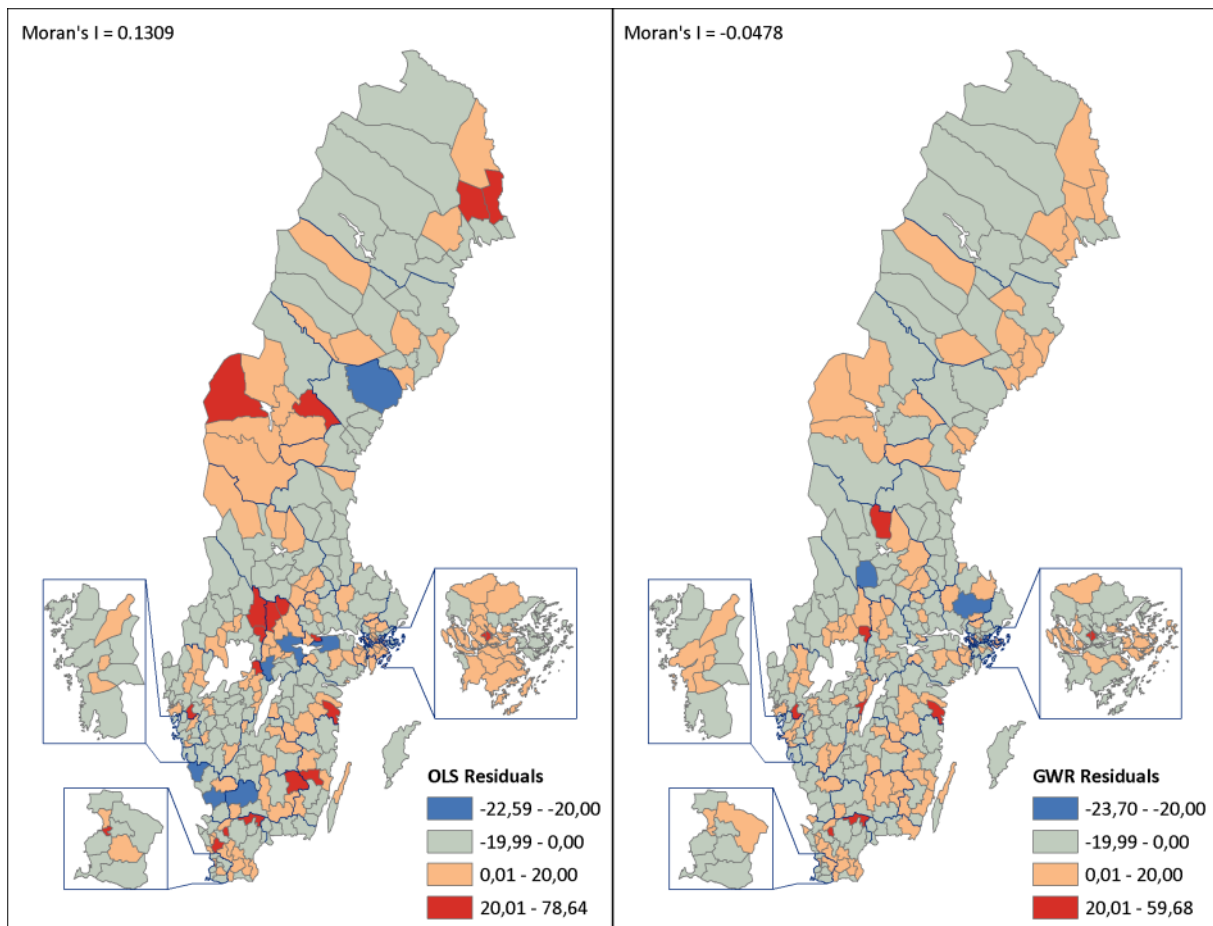 Moran's I = 0.1309
OLS Residuals
-22,59 - -20,00
-19,99 - 0,00
0,01 - 20,00
20,01 - 78,64
Moran's I = -0.0478
GWR Residuals
-23,70 - -20,00
-19,99 - 0,00
0,01 - 20,00
20,01 - 59,68